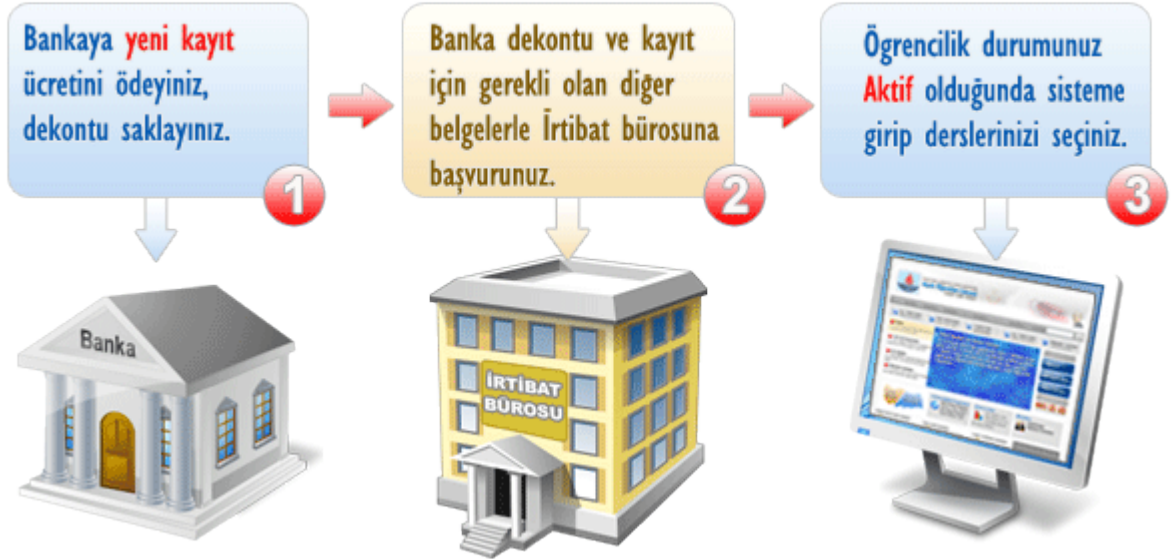 Bankaya yeni kayıt
ücretini ödeyiniz,
dekontu saklayınız.
1
Banka dekontu ve kayıt
için gerekli olan diğer
belgelerle İrtibat bürosuna
başvurunuz.
2
Ögrencilik durumunuz
Aktif olduğunda sisteme
girip derslerinizi seçiniz.
3
Banka
İRTİBAT
BÜROSU